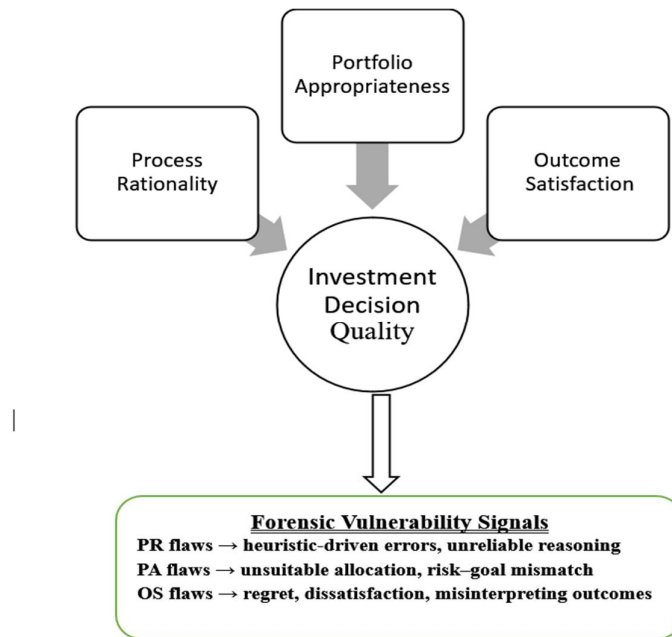 Portfolio
Appropriateness
Process
Rationality
Outcome
Satisfaction
Investment
Decision
Quality
Forensic Vulnerability Signals
PR flaws → heuristic-driven errors, unreliable reasoning
PA flaws → unsuitable allocation, risk–goal mismatch
OS flaws → regret, dissatisfaction, misinterpreting outcomes